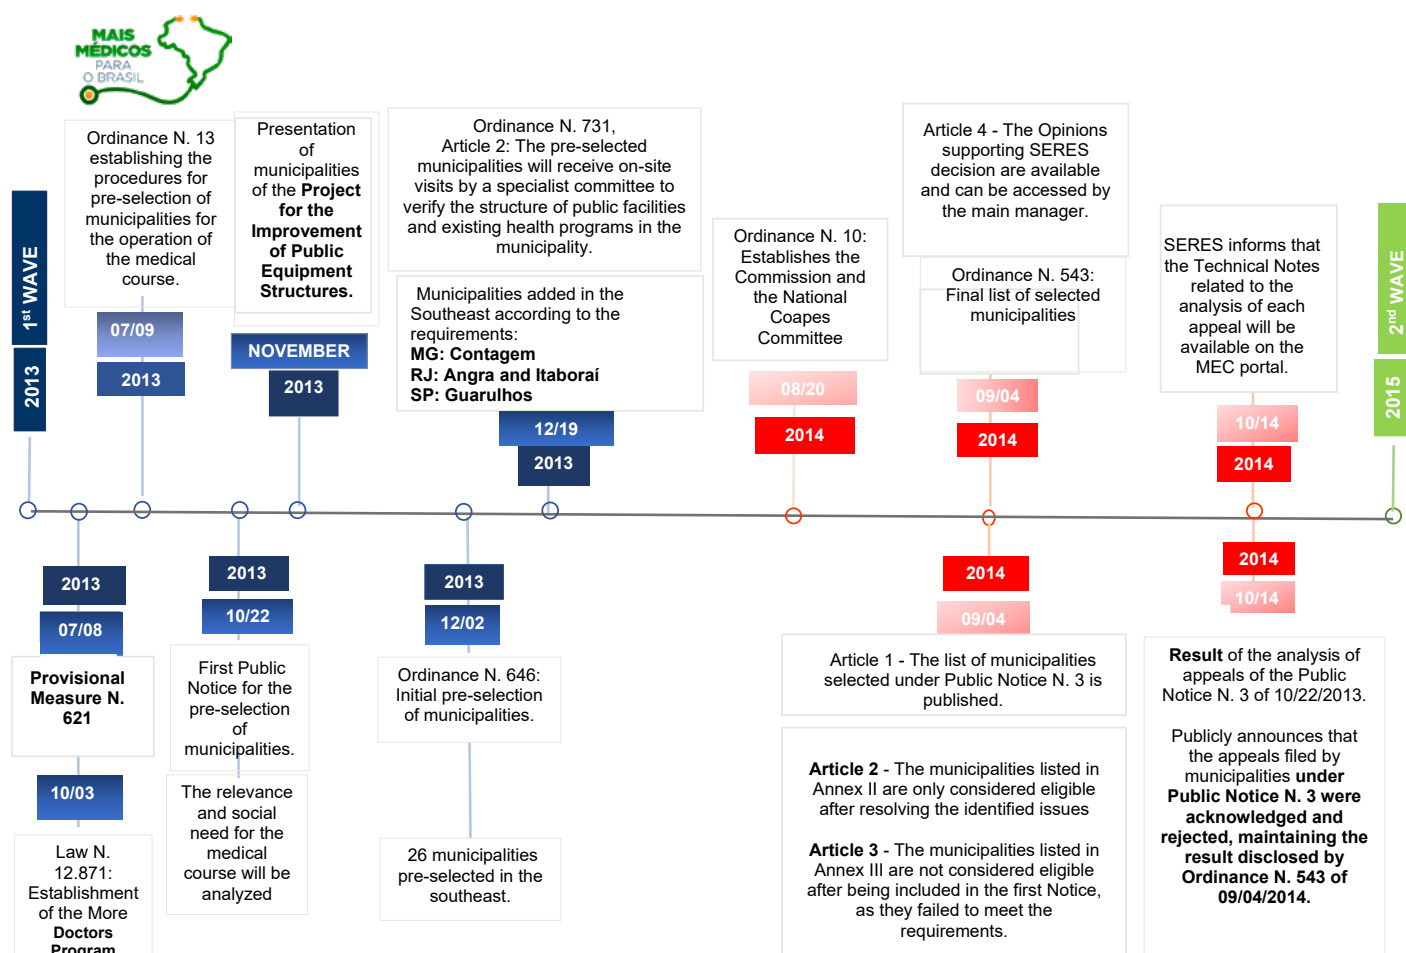 MAIS
MÉDICOS
PARA
O BRASIL
1st WAVE
2013
Ordinance N. 13
establishing the
procedures for
pre-selection of
municipalities for
the operation of
the medical
course.
07/09
2013
Presentation
of
municipalities
of the Project
for the
Improvement
of Public
Equipment
Structures.
NOVEMBER
2013
Ordinance N. 731,
Article 2: The pre-selected
municipalities will receive on-site
visits by a specialist committee to
verify the structure of public facilities
and existing health programs in the
municipality.
Municipalities added in the
Southeast according to the
requirements:
MG: Contagem
RJ: Angra and Itaboraí
SP: Guarulhos
12/19
2013
Ordinance N. 10:
Establishes the
Commission and
the National
Coapes
Committee
08/20
2014
Article 4 - The Opinions
supporting SERES
decision are available
and can be accessed by
the main manager.
Ordinance N. 543:
Final list of selected
municipalities
09/04
2014
SERES informs that
the Technical Notes
related to the
analysis of each
appeal will be
available on the
MEC portal.
10/14
2014
2nd WAVE
2015
2013
07/08
Provisional
Measure N.
621
10/03
Law N.
12.871:
Establishment
of the More
Doctors
Program
2013
10/22
First Public
Notice for the
pre-selection
of
municipalities.
The relevance
and social
need for the
medical
course will be
analyzed
2013
12/02
Ordinance N. 646:
Initial pre-selection
of municipalities.
26 municipalities
pre-selected in the
southeast.
2014
09/04
Article 1 - The list of municipalities
selected under Public Notice N. 3 is
published.
Article 2 - The municipalities listed in
Annex II are only considered eligible
after resolving the identified issues
Article 3 - The municipalities listed in
Annex III are not considered eligible
after being included in the first Notice,
as they failed to meet the
requirements.
2014
10/14
Result of the analysis of
appeals of the Public
Notice N. 3 of 10/22/2013.
Publicly announces that
the appeals filed by
municipalities under
Public Notice N. 3 were
acknowledged and
rejected, maintaining the
result disclosed by
Ordinance N. 543 of
09/04/2014.